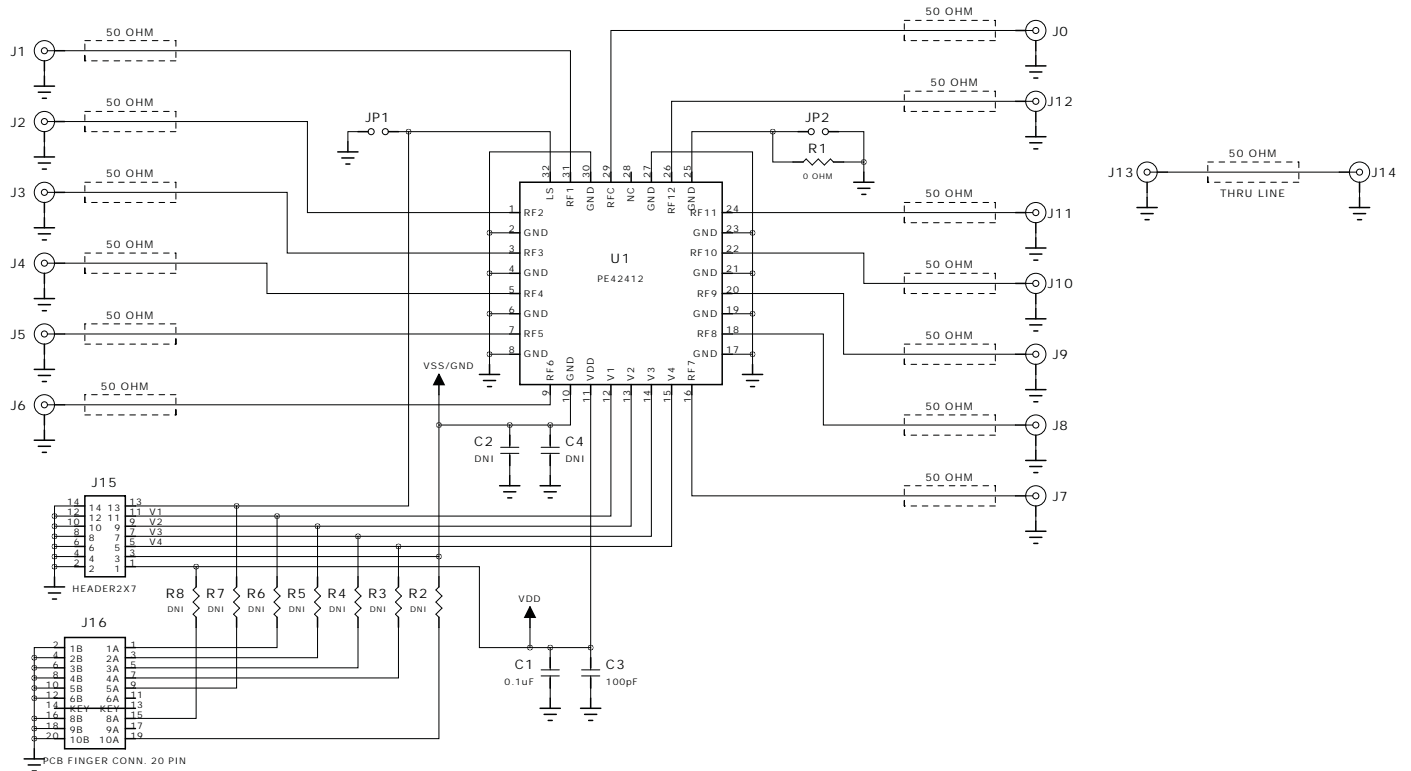 50 OHM
J1
50 OHM
J0
50 OHM
J2
50 OHM
J12
JP1
JP2
R1
0 OHM
50 OHM
J3
50 OHM
J13
J14
THRU LINE
50 OHM
J11
50 OHM
J4
50 OHM
J10
50 OHM
J5
50 OHM
J9
50 OHM
J6
50 OHM
J8
50 OHM
J7
32 31 30 29 28 27 26 25
LS RF1 GND RFC NC GND RF12 GND
1 RF2
2 GND
3 RF3
4 GND
5 RF4
6 GND
7 RF5
8 GND
U1
PE42412
RF11 24
GND 23
RF10 22
GND 21
RF9 20
GND 19
RF8 18
GND 17
RF6 GND VDD V1 V2 V3 V4 RF7
9 10 11 12 13 14 15 16
VSS/GND
C2
DNI
C4
DNI
J15
14 14 13 13
12 12 11 11 V1
10 10 9 9 V2
8 8 7 7 V3
6 6 5 5 V4
4 4 3 3
2 2 1 1
HEADER2X7
R8 R7 R6 R5 R4 R3 R2
DNI DNI DNI DNI DNI DNI DNI
VDD
C1
0.1uF
C3
100pF
J16
2 1B 1A 1
4 2B 2A 3
6 3B 3A 5
8 4B 4A 7
10 5B 5A 9
12 6B 6A 11
14 KEY KEY 13
16 8B 8A 15
18 9B 9A 17
20 10B 10A 19
PCB FINGER CONN. 20 PIN